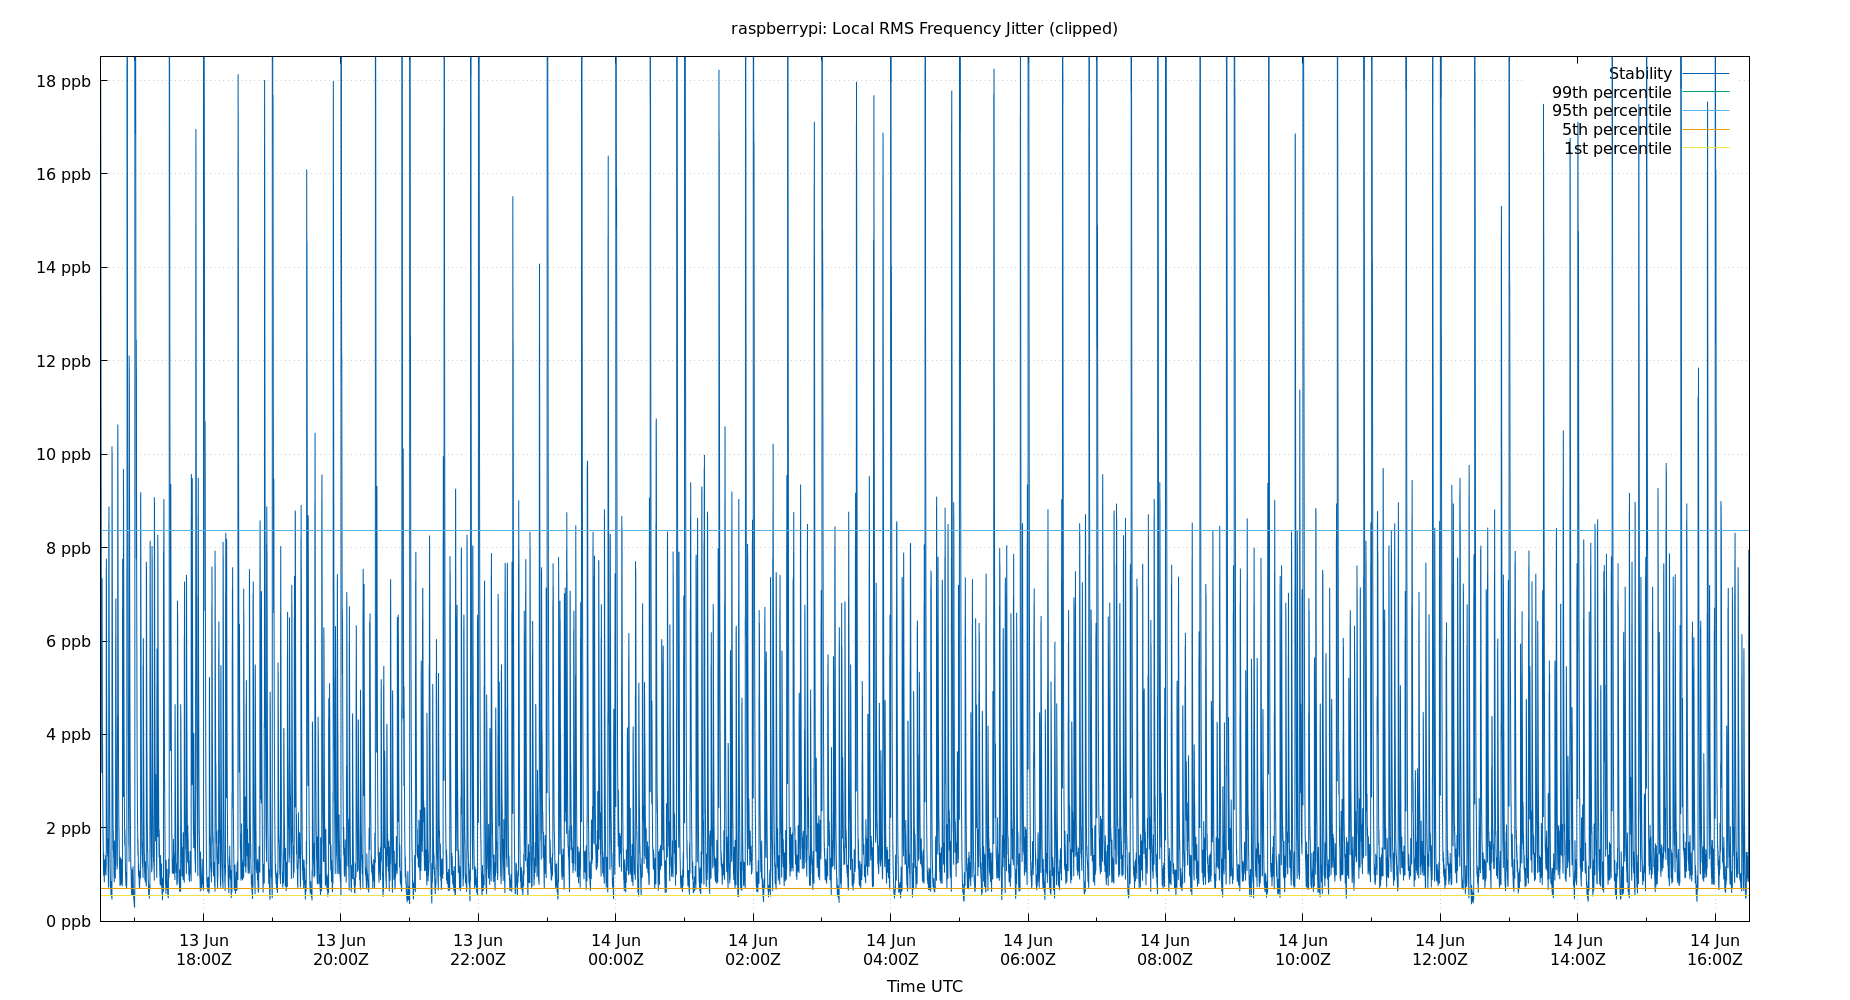 raspberrypi: Local RMS Frequency Jitter (clipped)
18 ppb
16 ppb
14 ppb
12 ppb
10 ppb
8 ppb
6 ppb
4 ppb
2 ppb
0 ppb
Stability
99th percentile
95th percentile
5th percentile
1st percentile
13 Jun
18:00Z
13 Jun
20:00Z
13 Jun
22:00Z
14 Jun
00:00Z
14 Jun
02:00Z
14 Jun
04:00Z
14 Jun
06:00Z
14 Jun
08:00Z
14 Jun
10:00Z
14 Jun
12:00Z
14 Jun
14:00Z
14 Jun
16:00Z
Time UTC